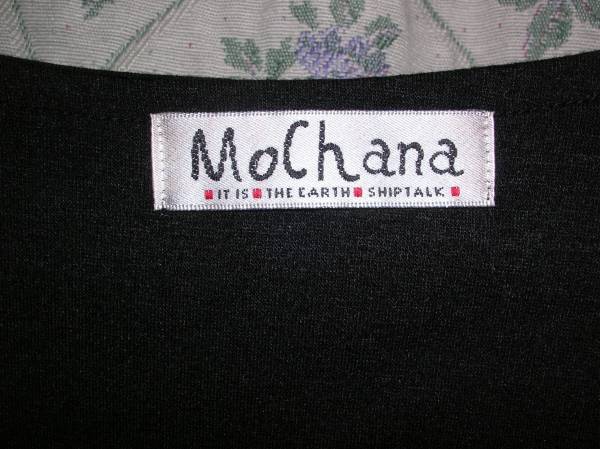 MoChana
IT IS THE EARTH SHIPTALK